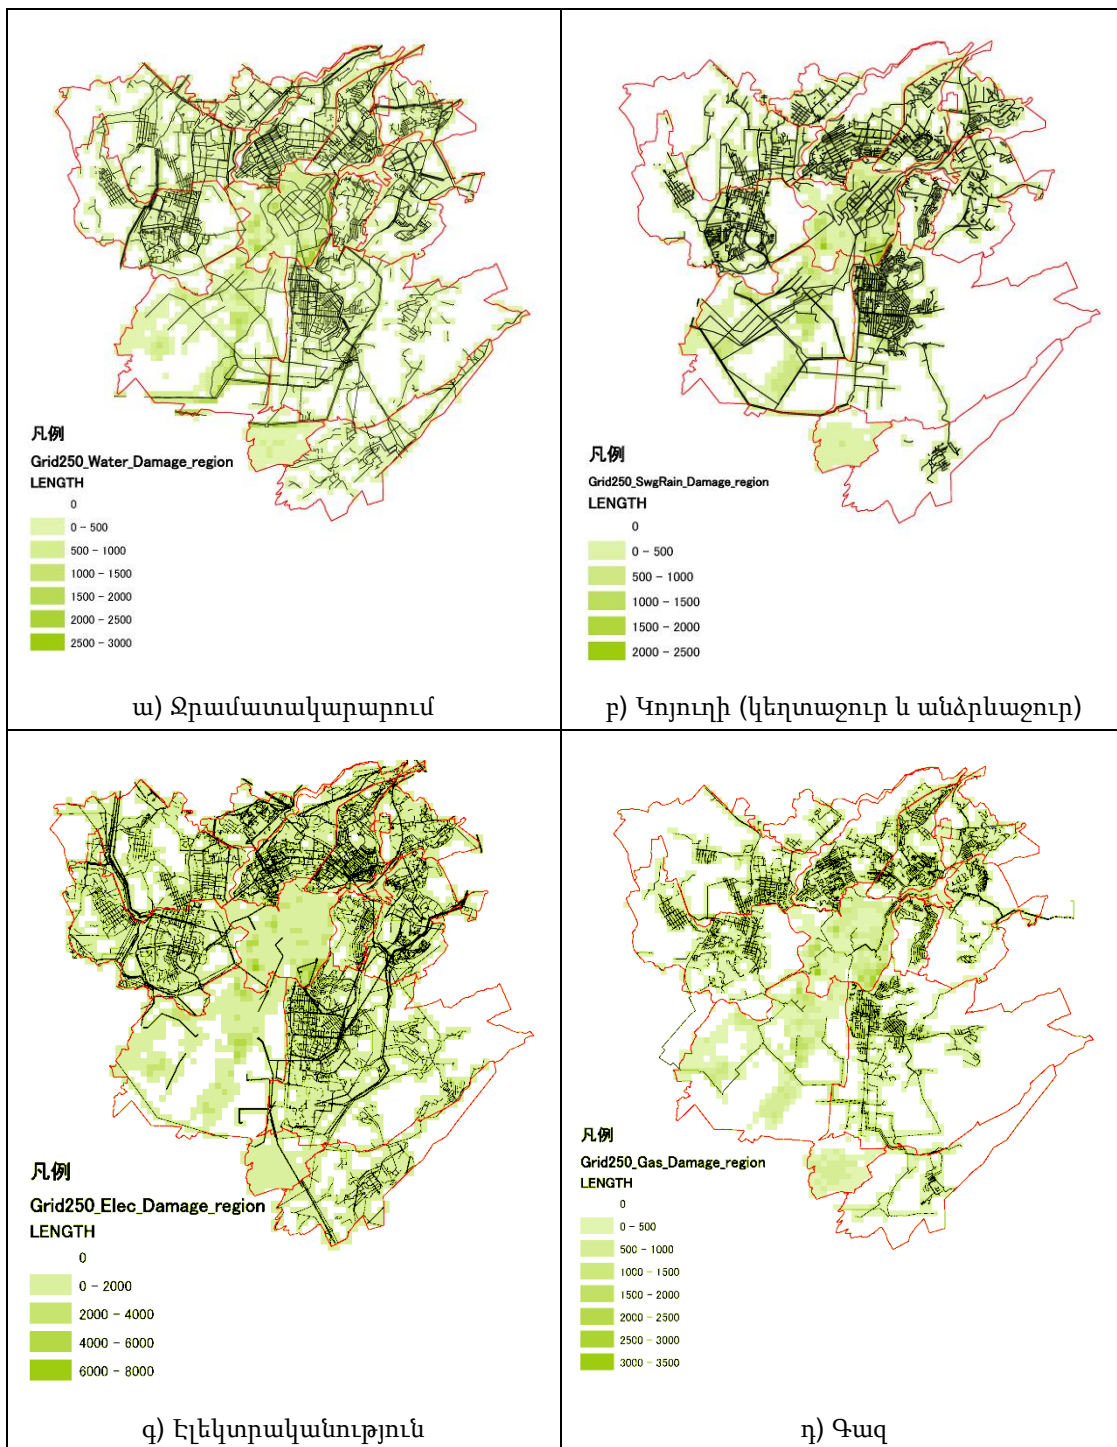 凡例
Grid250_Water_Damage_region
LENGTH
0
0 - 500
500 - 1000
1000 - 1500
1500 - 2000
2000 - 2500
2500 - 3000
ա) Ջրամատակարարում
凡例
Grid250_SwgRain_Damage_region
LENGTH
0
0 - 500
500 - 1000
1000 - 1500
1500 - 2000
2000 - 2500
բ) Կոյուղի (կեղտաջուր և անձրևաջուր)
凡例
Grid250_Elec_Damage_region
LENGTH
0
0 - 2000
2000 - 4000
4000 - 6000
6000 - 8000
գ) Էլեկտրականություն
凡例
Grid250_Gas_Damage_region
LENGTH
0
0 - 500
500 - 1000
1000 - 1500
1500 - 2000
2000 - 2500
2500 - 3000
3000 - 3500
դ) Գազ